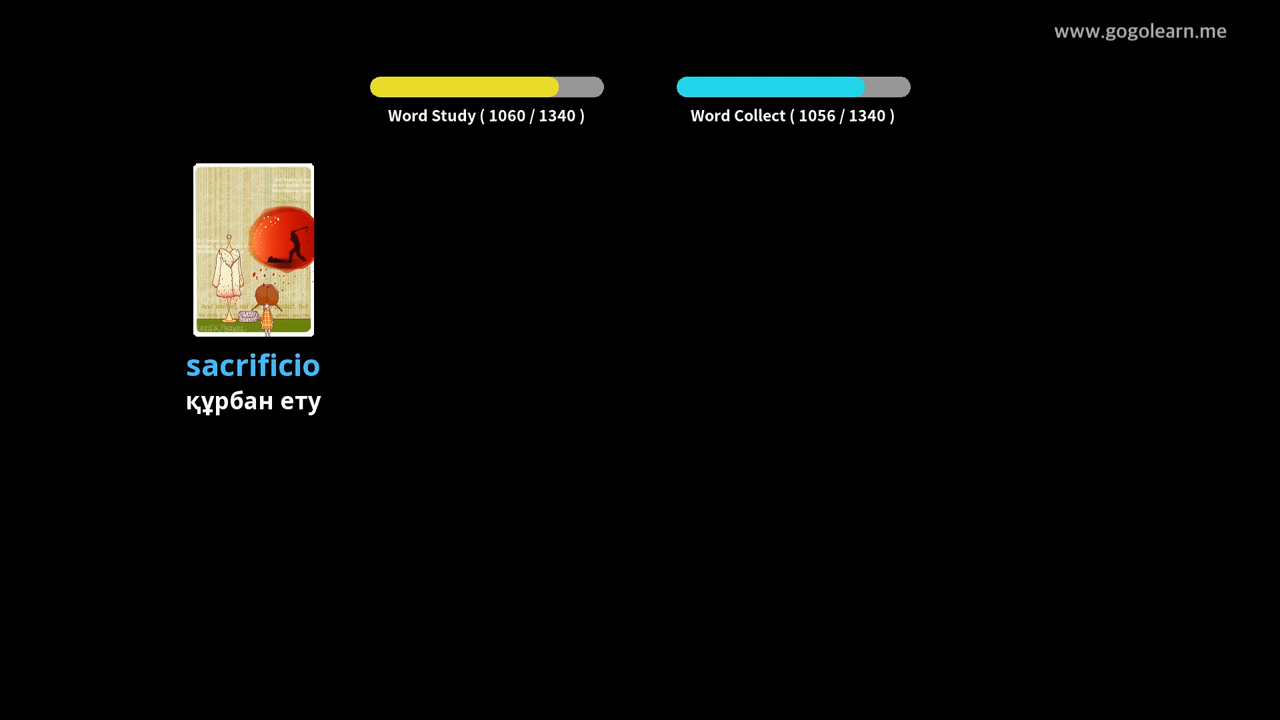 www.gogolearn.me
Word Study ( 1060 / 1340 )
Word Collect ( 1056 / 1340 )
sacrificio
құрбан ету